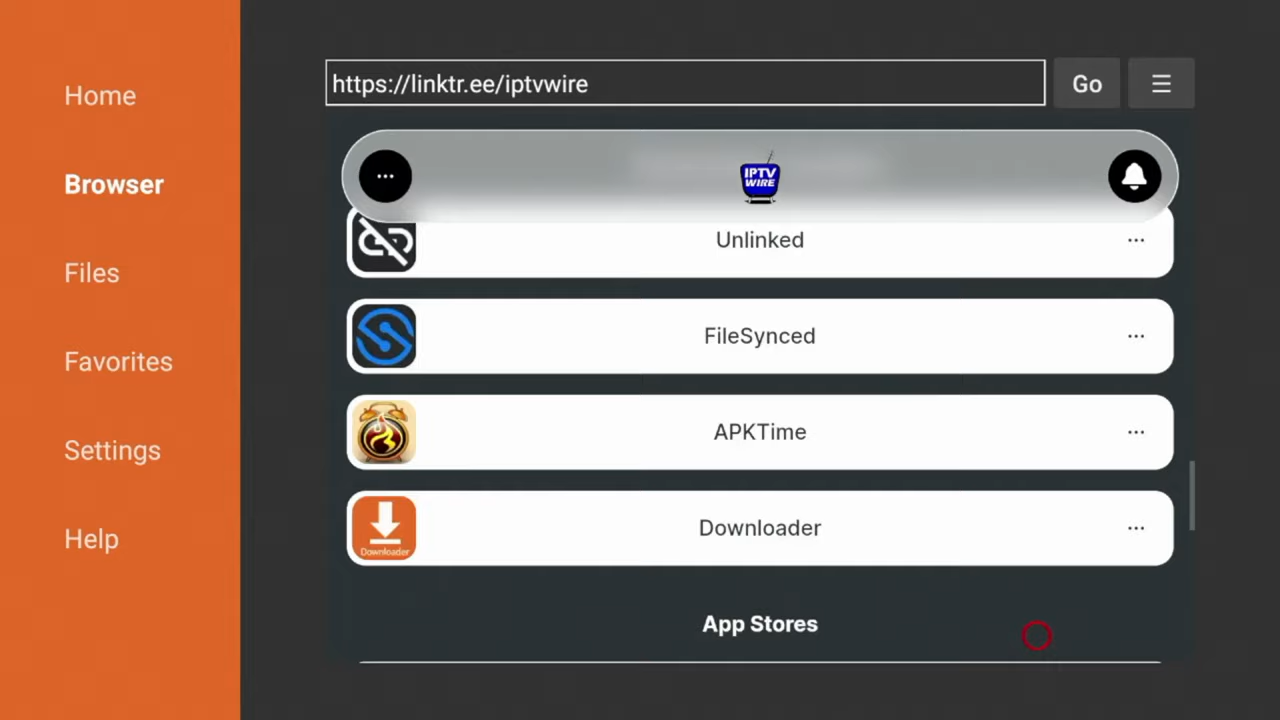 Home
Browser
Files
Favorites
Settings
Help
https://linktr.ee/iptvwire
Go
IPTV
WIRE
Unlinked
FileSynced
APKTime
Downloader
Downloader
App Stores